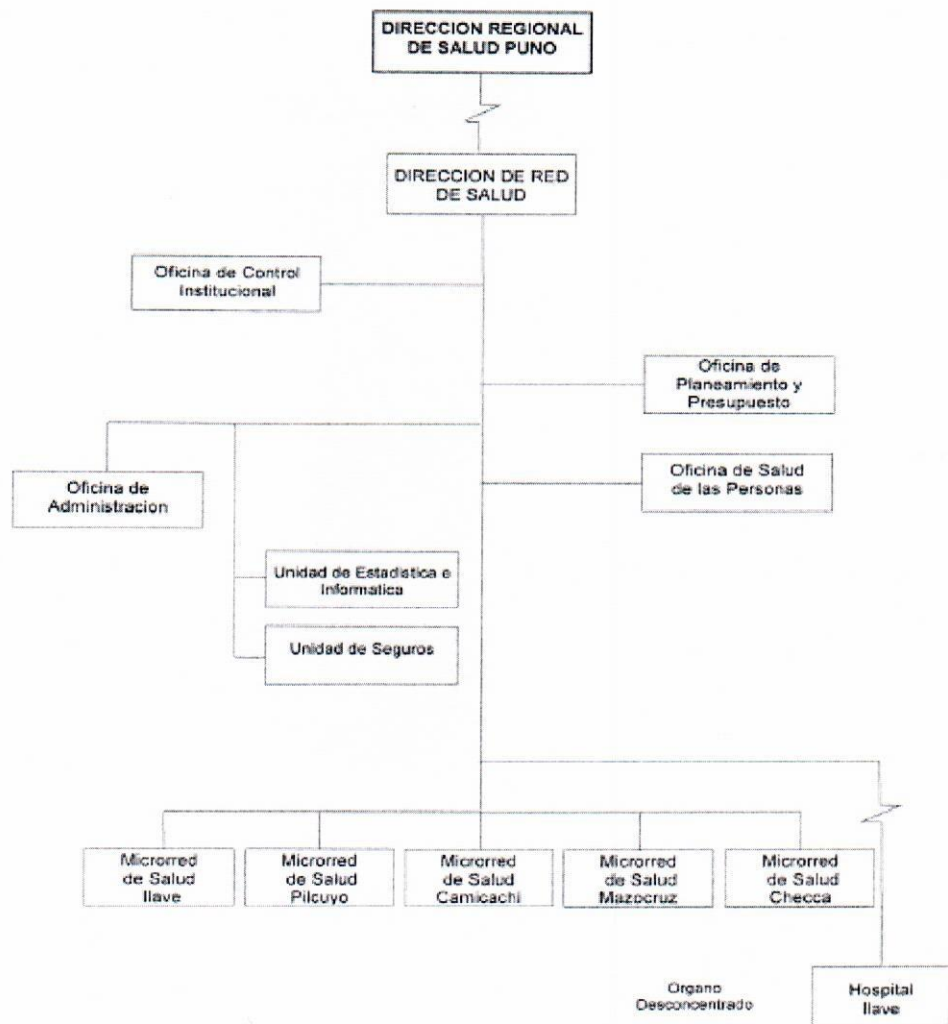 DIRECCION REGIONAL
DE SALUD PUNO
DIRECCION DE RED
DE SALUD
Oficina de Control
Institucional
Oficina de
Planeamiento y
Presupuesto
Oficina de Salud
de las Personas
Oficina de
Administracion
Unidad de Estadistica e
Informatica
Unidad de Seguros
Microrred
de Salud
Ilave
Microrred
de Salud
Pilcuyo
Microrred
de Salud
Camicachi
Microrred
de Salud
Mazocruz
Microrred
de Salud
Checca
Organo
Desconcentrado
Hospital
Ilave